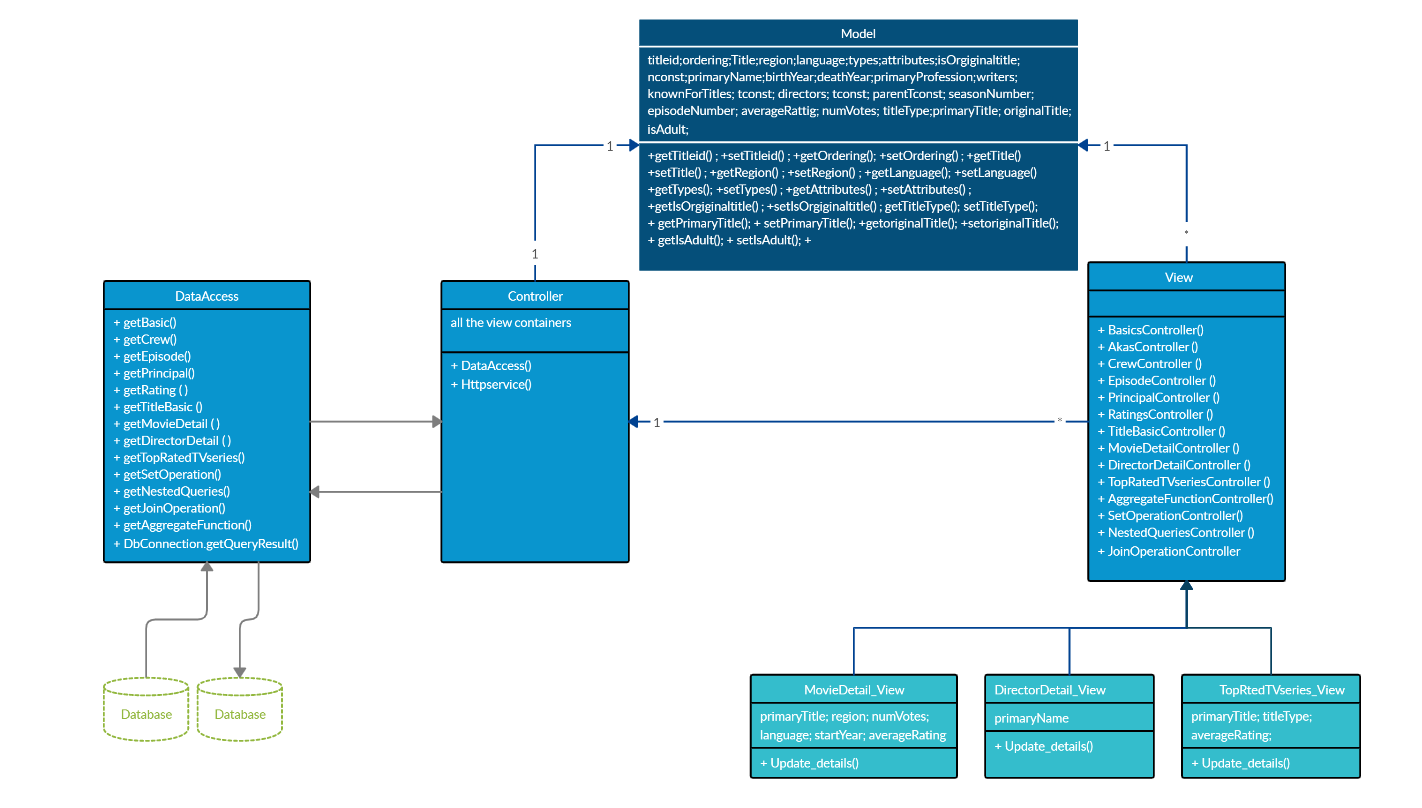 Model
titleid;ordering;Title;region;language;types;attributes;isOrgiginaltitle;
nconst;primaryName;birthYear;deathYear;primaryProfession;writers;
knownForTitles; tconst; directors; tconst; parentTconst; seasonNumber;
episodeNumber; averageRattig; numVotes; titleType;primaryTitle; originalTitle;
isAdult;
+getTitleid() ; +setTitleid() ; +getOrdering(); +setOrdering() ; +getTitle()
+setTitle() ; +getRegion() ; +setRegion() ; +getLanguage(); +setLanguage()
+getTypes(); +setTypes() ; +getAttributes() ; +setAttributes() ;
+getIsOrgiginaltitle() ; +setIsOrgiginaltitle() ; getTitleType(); setTitleType();
+ getPrimaryTitle(); + setPrimaryTitle(); +getoriginalTitle(); +setoriginalTitle();
+ getIsAdult(); + setIsAdult(); +
1
1
1
*
DataAccess
+ getBasic()
+ getCrew()
+ getEpisode()
+ getPrincipal()
+ getRating ( )
+ getTitleBasic ()
+ getMovieDetail ( )
+ getDirectorDetail ( )
+ getTopRatedTVseries()
+ getSetOperation()
+ getNestedQueries()
+ getJoinOperation()
+ getAggregateFunction()
+ DbConnection.getQueryResult()
Controller
all the view containers
+ DataAccess()
+ Httpservice()
1
*
View
+ BasicsController()
+ AkasController ()
+ CrewController ()
+ EpisodeController ()
+ PrincipalController ()
+ RatingsController ()
+ TitleBasicController ()
+ MovieDetailController ()
+ DirectorDetailController ()
+ TopRatedTVseriesController ()
+ AggregateFunctionController()
+ SetOperationController()
+ NestedQueriesController ()
+ JoinOperationController
Database
Database
MovieDetail_View
primaryTitle; region; numVotes;
language; startYear; averageRating
+ Update_details()
DirectorDetail_View
primaryName
+ Update_details()
TopRtedTVseries_View
primaryTitle; titleType;
averageRating;
+ Update_details()